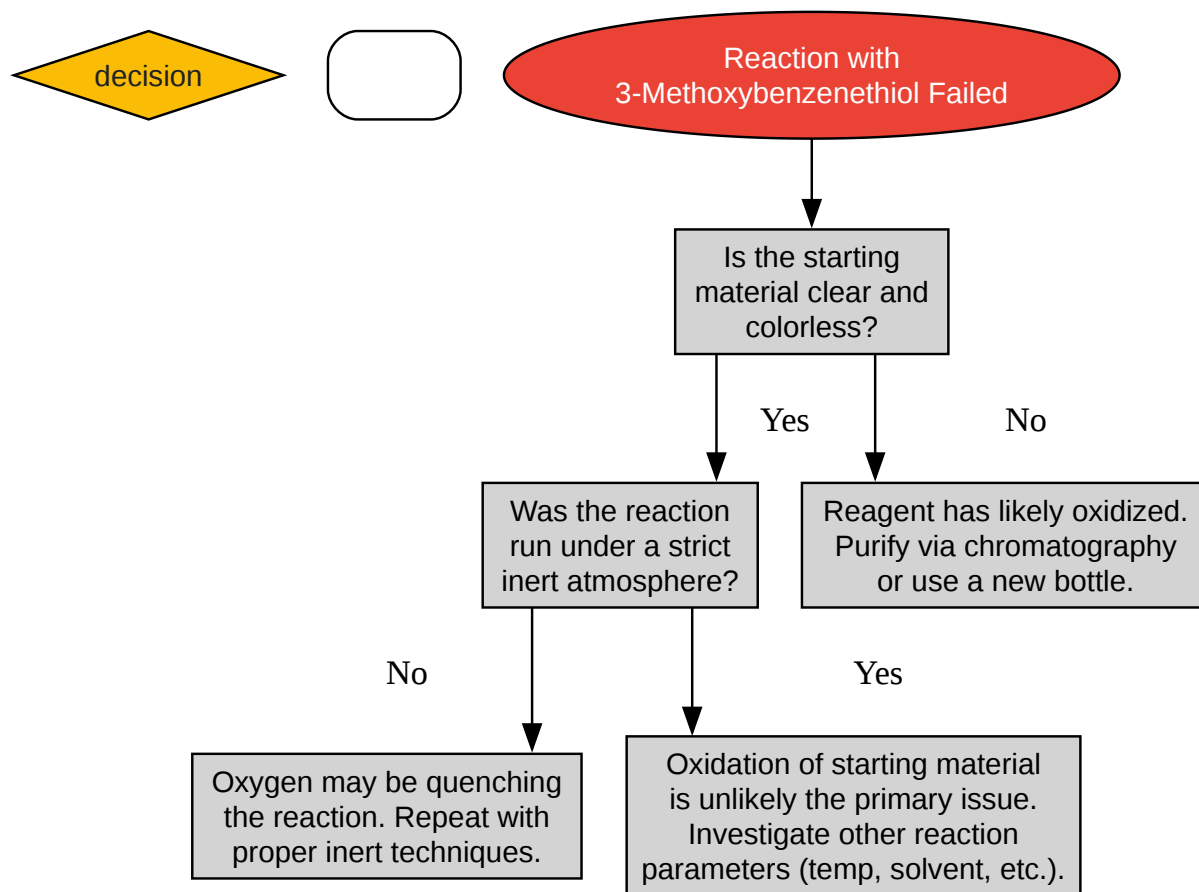 decision
Reaction with
3-Methoxybenzenethiol Failed
Is the starting
material clear and
colorless?
Yes
No
Was the reaction
run under a strict
inert atmosphere?
Reagent has likely oxidized.
Purify via chromatography
or use a new bottle.
No
Yes
Oxygen may be quenching
the reaction. Repeat with
proper inert techniques.
Oxidation of starting material
is unlikely the primary issue.
Investigate other reaction
parameters (temp, solvent, etc.).